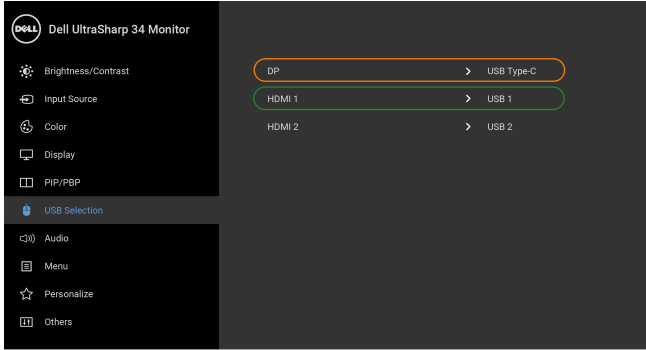 DELL Dell UltraSharp 34 Monitor
Brightness/Contrast
Input Source
Color
Display
PIP/PBP
USB Selection
Audio
Menu
Personalize
Others
DP > USB Type-C
HDMI 1 > USB 1
HDMI 2 > USB 2